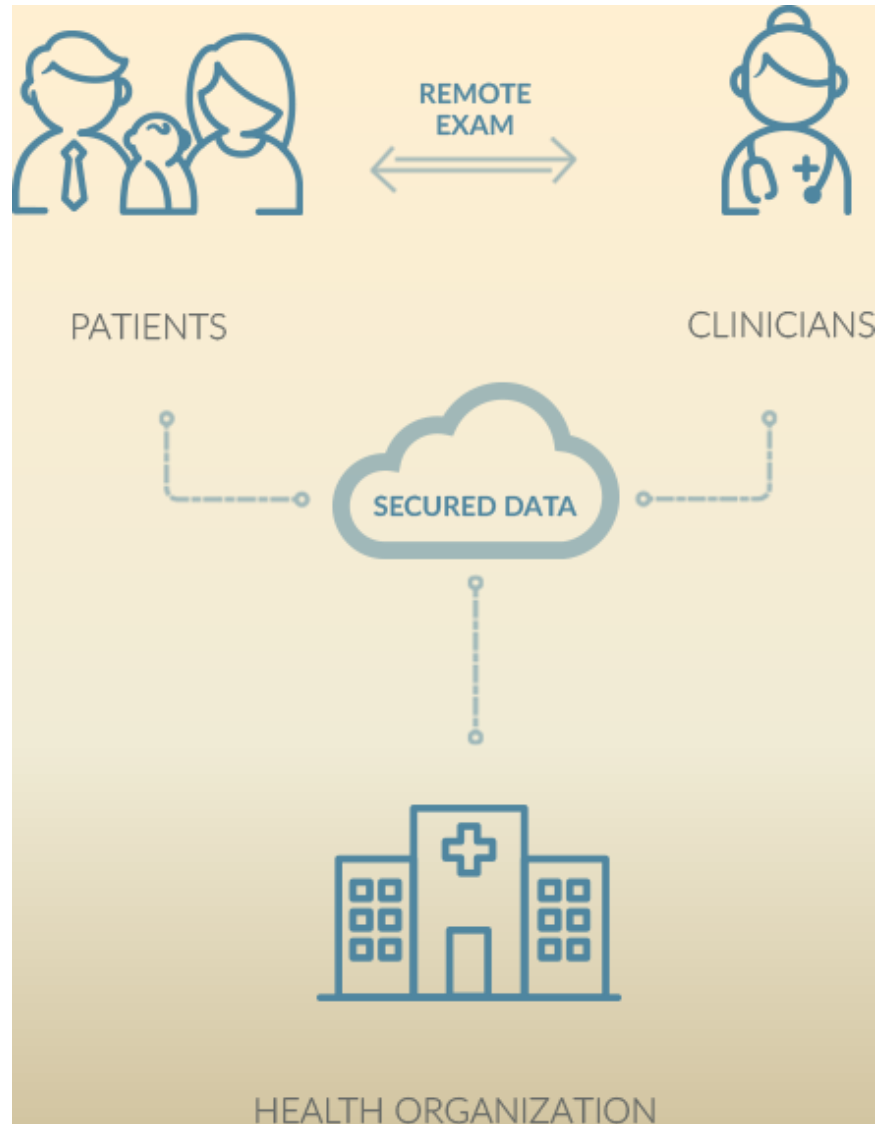 REMOTE
EXAM
PATIENTS
CLINICIANS
SECURED DATA
HEALTH ORGANIZATION